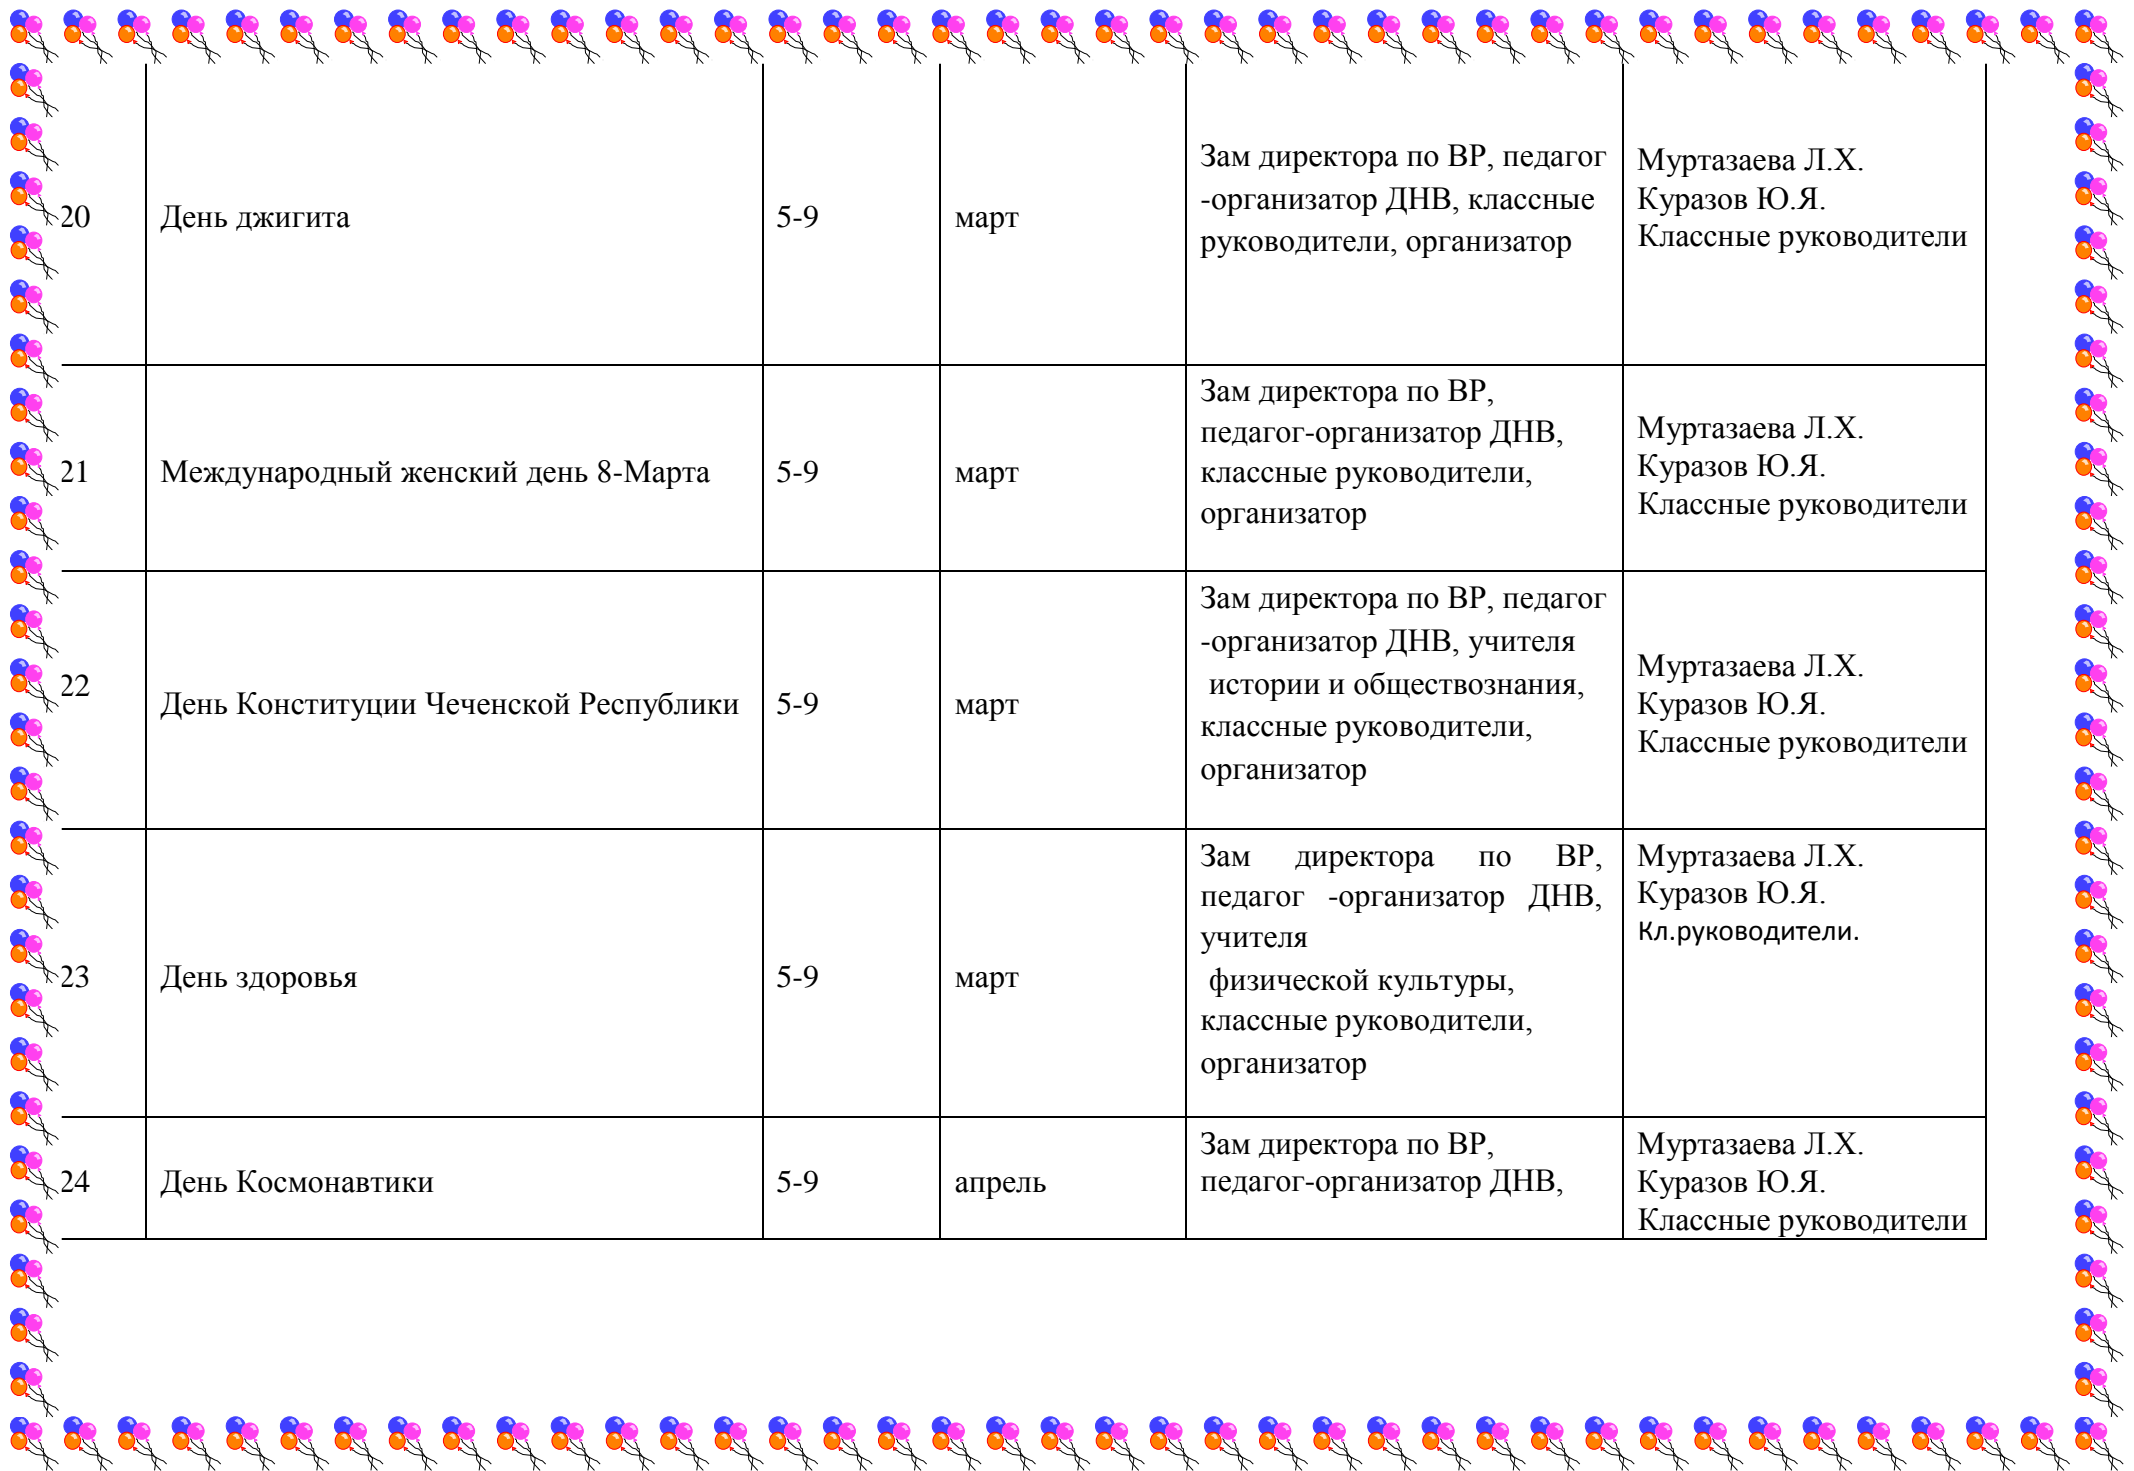 20
День джигита
5-9
март
Зам директора по ВР, педагог
-организатор ДНВ, классные
руководители, организатор
Муртазаева Л.Х.
Куразов Ю.Я.
Классные руководители
21
Международный женский день 8-Марта
5-9
март
Зам директора по ВР,
педагог-организатор ДНВ,
классные руководители,
организатор
Муртазаева Л.Х.
Куразов Ю.Я.
Классные руководители
22
День Конституции Чеченской Республики
5-9
март
Зам директора по ВР, педагог
-организатор ДНВ, учителя
истории и обществознания,
классные руководители,
организатор
Муртазаева Л.Х.
Куразов Ю.Я.
Классные руководители
23
День здоровья
5-9
март
Зам директора по ВР,
педагог -организатор ДНВ,
учителя
физической культуры,
классные руководители,
организатор
Муртазаева Л.Х.
Куразов Ю.Я.
Кл.руководители.
24
День Космонавтики
5-9
апрель
Зам директора по ВР,
педагог-организатор ДНВ,
Муртазаева Л.Х.
Куразов Ю.Я.
Классные руководители